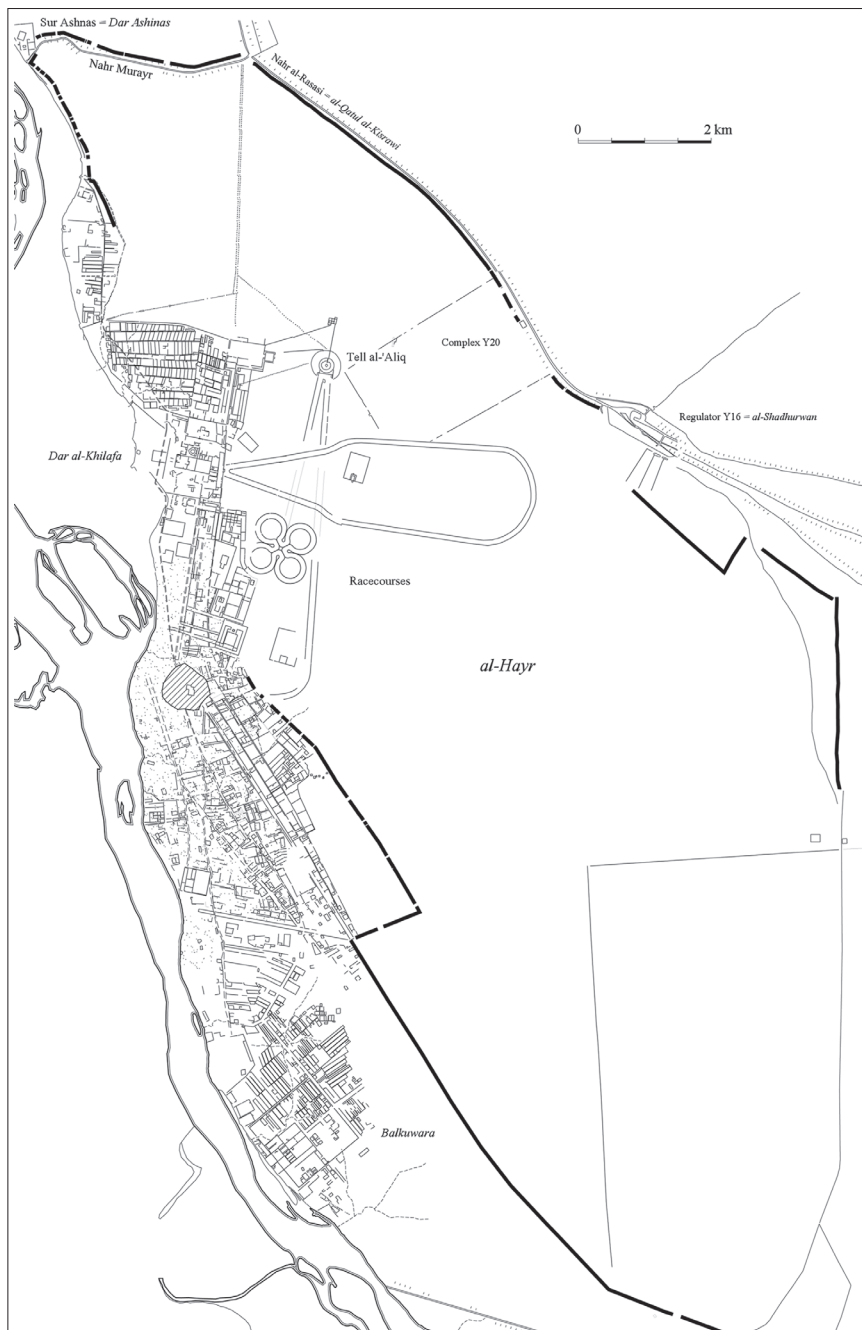 Sur Ashnas = Dar Ashinas
Nahr Murayr
Nahr al-Rasasi = al-Qatul al-Kisrawi
0 2 km
Complex Y20
Tell al-'Aliq
Regulator Y16 = al-Shadhurwan
Dar al-Khilafa
Racecourses
al-Hayr
Balkuwara